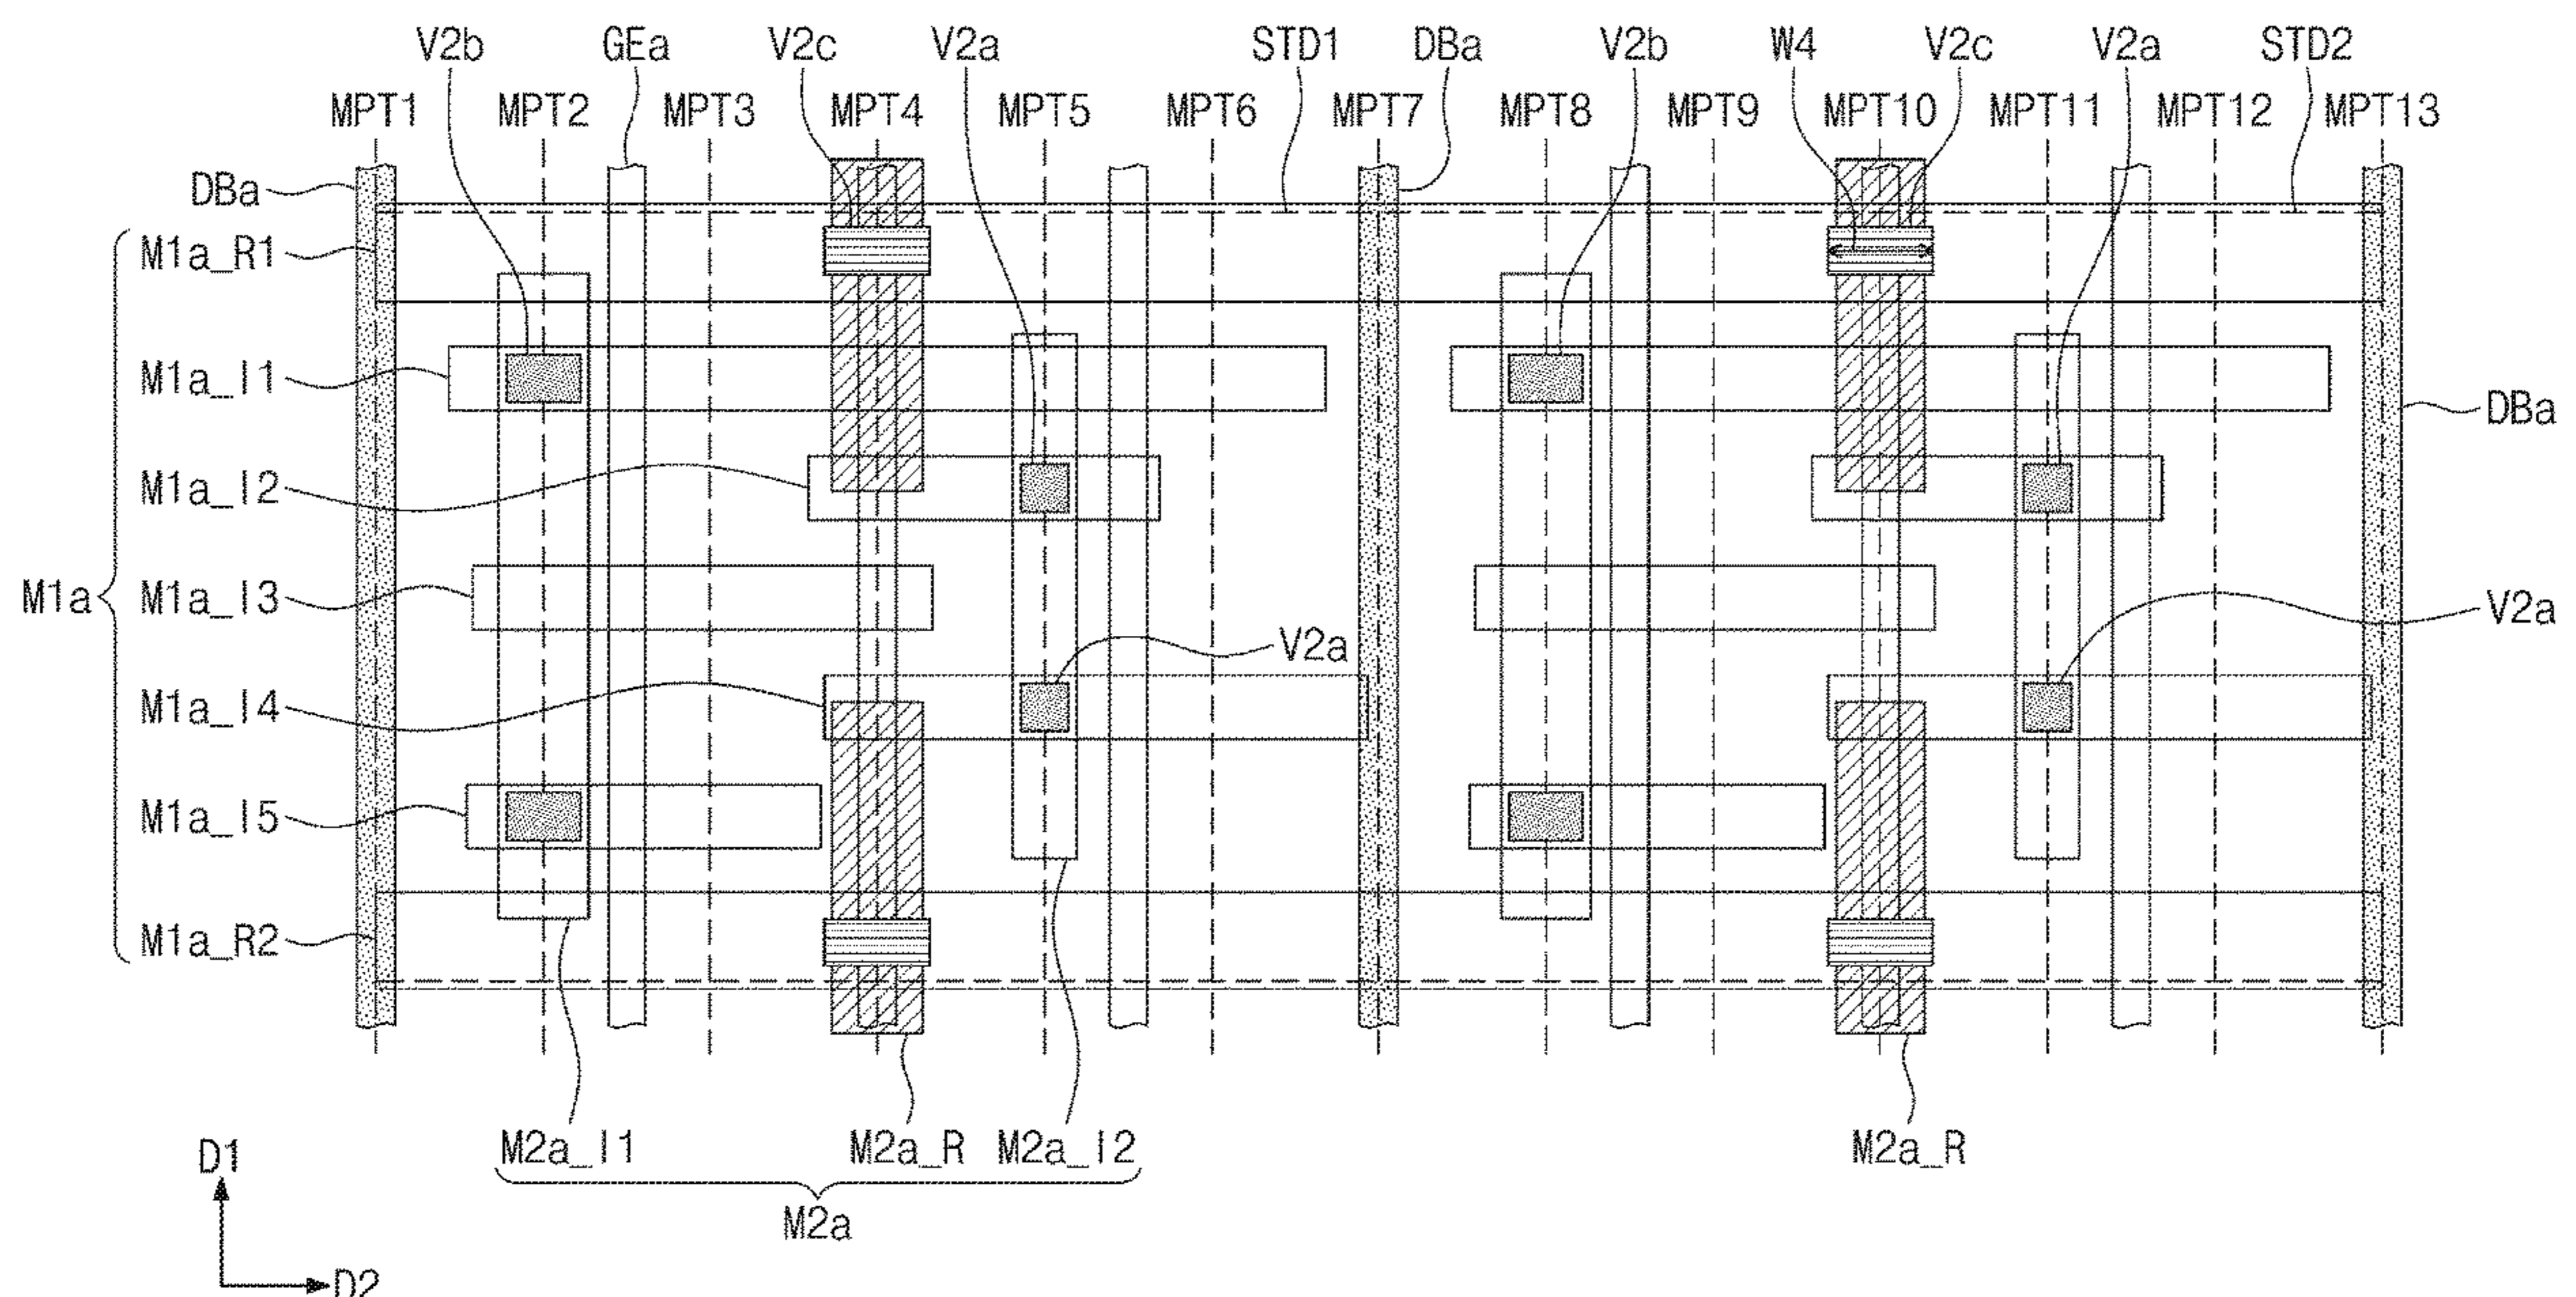 V2b GEa V2c V2a STD1 DBa V2b W4 V2c V2a STD2
MPT1 MPT2 MPT3 MPT4 MPT5 MPT6 MPT7 MPT8 MPT9 MPT10 MPT11 MPT12 MPT13
DBa
M1a_R1
M1a_I1
DBa
M1a_I2
M1a M1a_I3 V2a
V2a
M1a_I4
M1a_I5
M1a_R2
M2a_I1 M2a_R M2a_I2 M2a_R
D1
M2a
D2